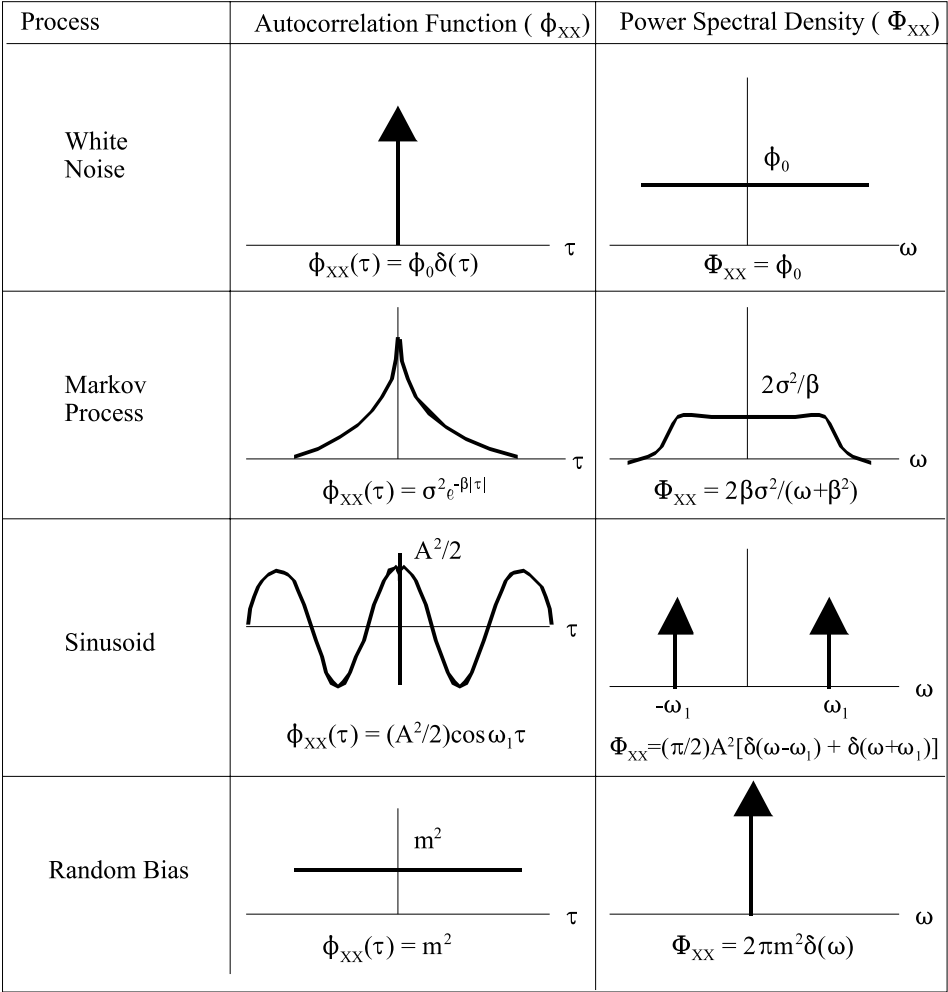 Process Autocorrelation Function ( ϕXX) Power Spectral Density ( ΦXX)
White
Noise
τ
ϕXX(τ) = ϕ0δ(τ)
ϕ0
ω
ΦXX = ϕ0
Markov
Process
τ
ϕXX(τ) = σ²e^-β|τ|
2σ²/β
ω
ΦXX = 2βσ²/(ω+β²)
Sinusoid
A²/2
τ
ϕXX(τ) = (A²/2)cosω1τ
-ω1 ω1 ω
ΦXX=(π/2)A²[δ(ω-ω1) + δ(ω+ω1)]
Random Bias
m²
τ
ϕXX(τ) = m²
ω
ΦXX = 2πm²δ(ω)